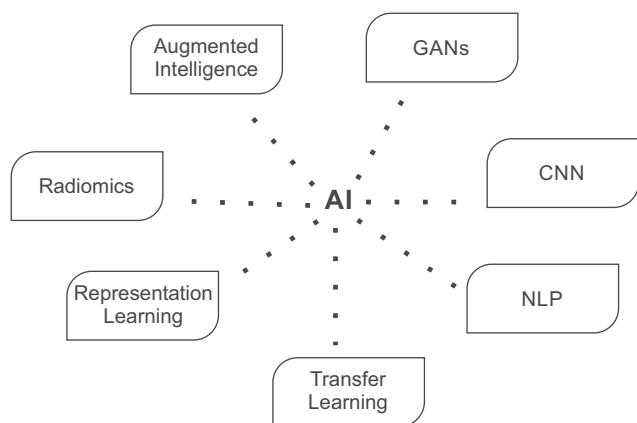 Augmented
Intelligence
GANs
Radiomics
AI
CNN
Representation
Learning
NLP
Transfer
Learning